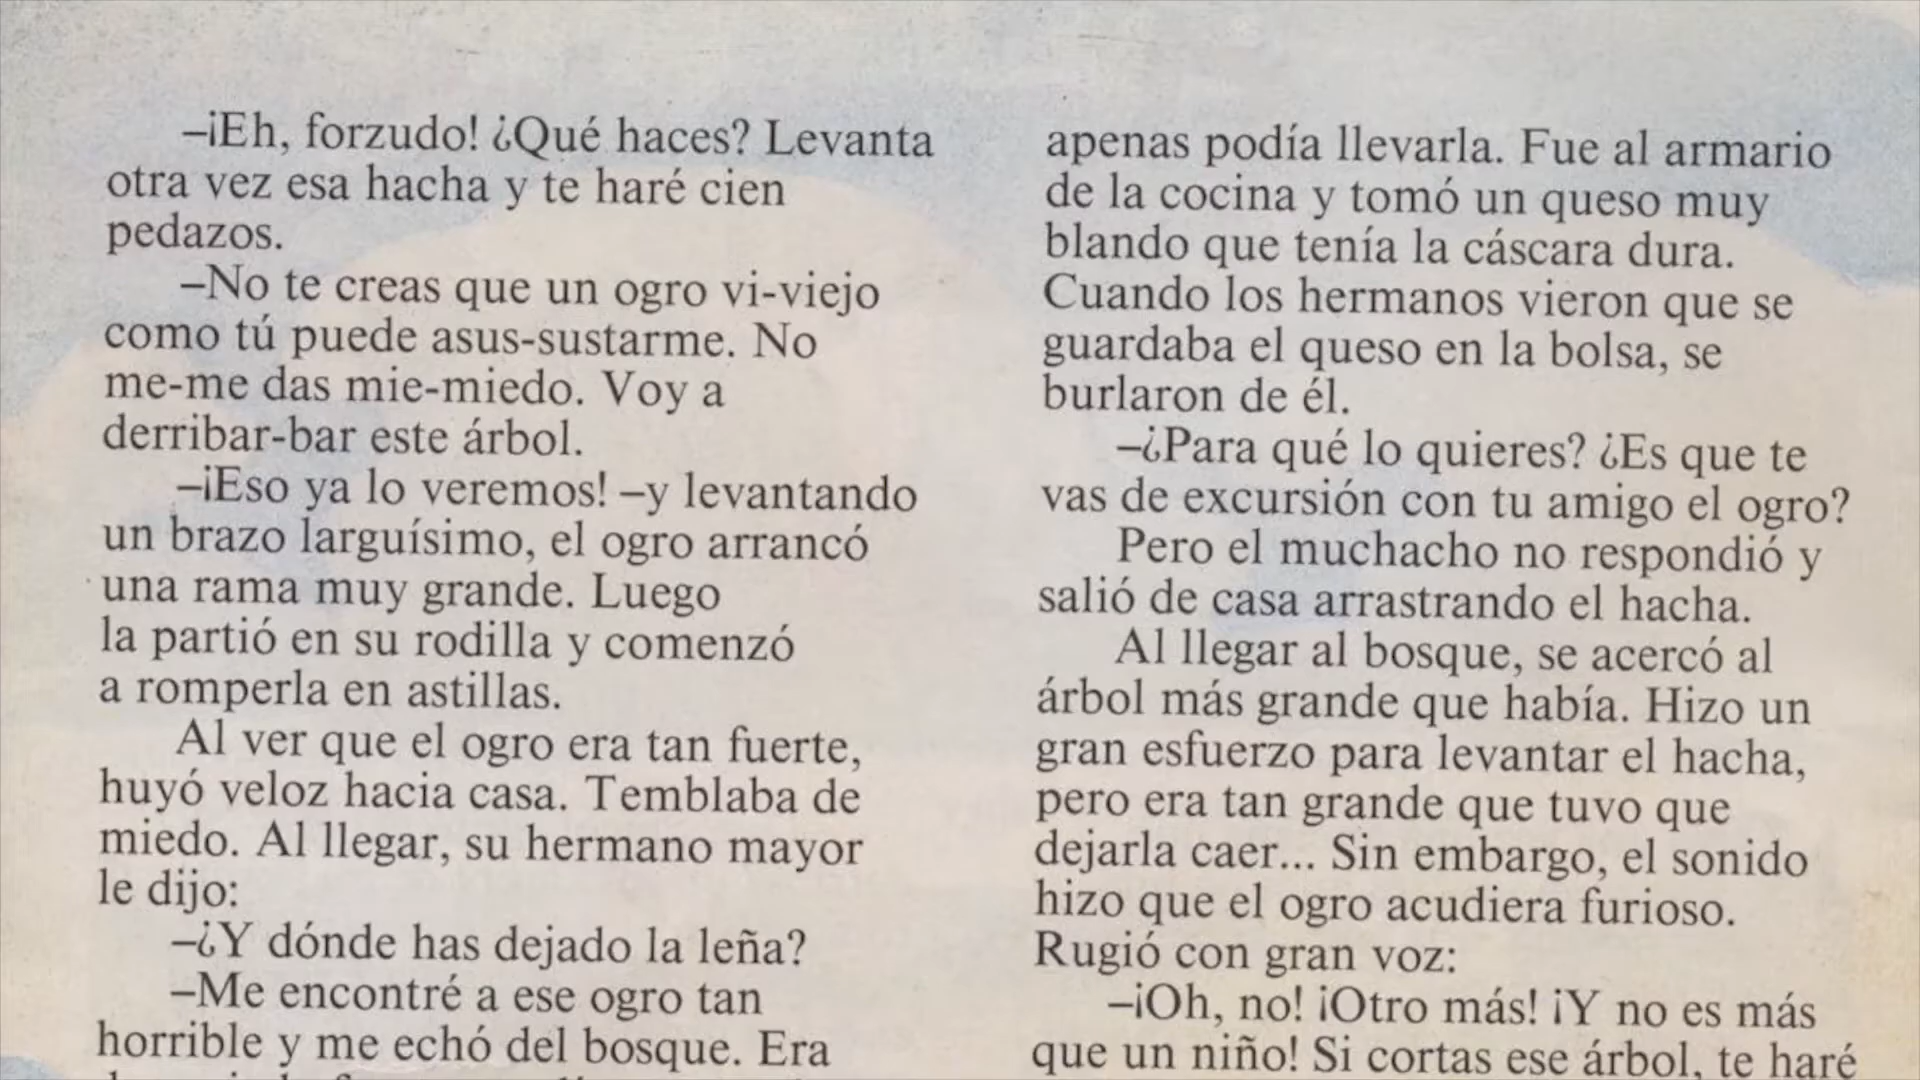 –¡Eh, forzudo! ¿Qué haces? Levanta
otra vez esa hacha y te haré cien
pedazos.
–No te creas que un ogro vi-viejo
como tú puede asus-sustarme. No
me-me das mie-miedo. Voy a
derribar-bar este árbol.
–¡Eso ya lo veremos! –y levantando
un brazo larguísimo, el ogro arrancó
una rama muy grande. Luego
la partió en su rodilla y comenzó
a romperla en astillas.
Al ver que el ogro era tan fuerte,
huyó veloz hacia casa. Temblaba de
miedo. Al llegar, su hermano mayor
le dijo:
–¿Y dónde has dejado la leña?
–Me encontré a ese ogro tan
horrible y me echó del bosque. Era
apenas podía llevarla. Fue al armario
de la cocina y tomó un queso muy
blando que tenía la cáscara dura.
Cuando los hermanos vieron que se
guardaba el queso en la bolsa, se
burlaron de él.
–¿Para qué lo quieres? ¿Es que te
vas de excursión con tu amigo el ogro?
Pero el muchacho no respondió y
salió de casa arrastrando el hacha.
Al llegar al bosque, se acercó al
árbol más grande que había. Hizo un
gran esfuerzo para levantar el hacha,
pero era tan grande que tuvo que
dejarla caer... Sin embargo, el sonido
hizo que el ogro acudiera furioso.
Rugió con gran voz:
–¡Oh, no! ¡Otro más! ¡Y no es más
que un niño! Si cortas ese árbol, te haré